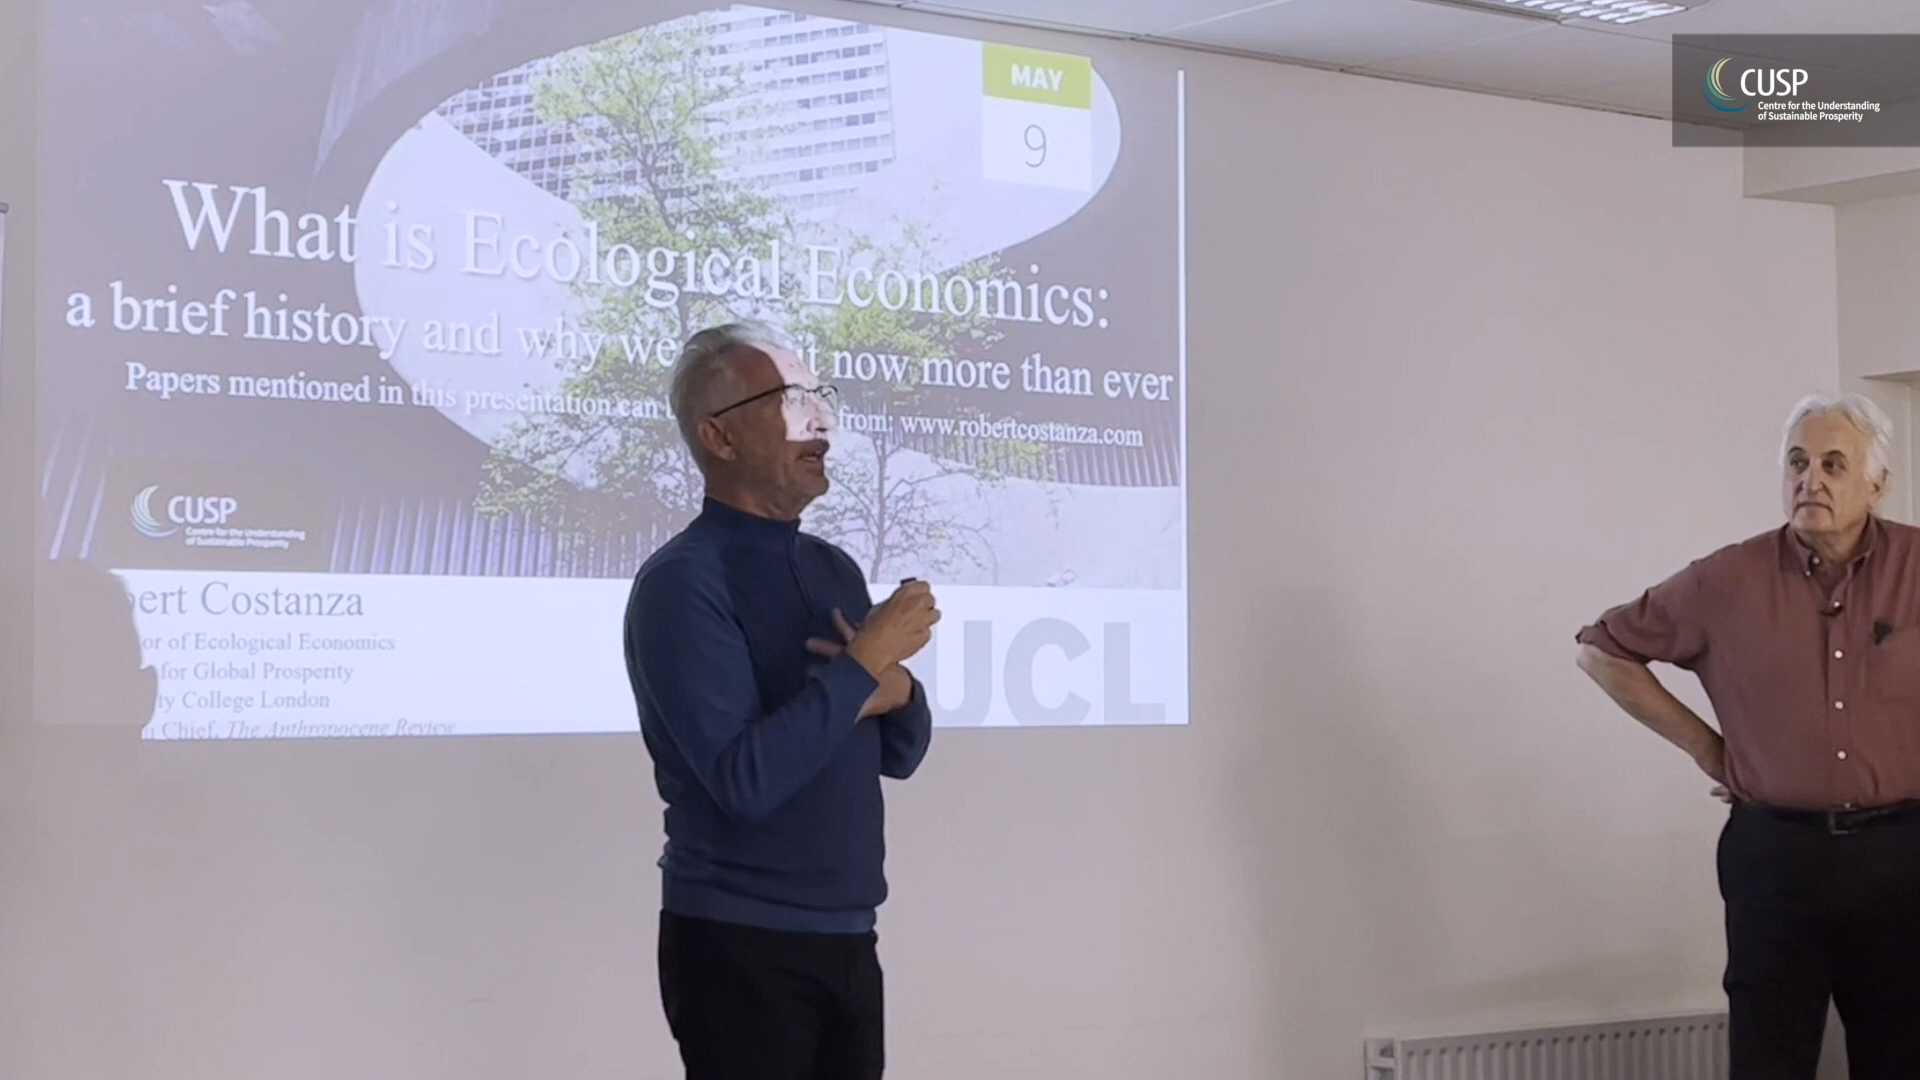 MAY
9
CUSP
Centre for the Understanding
of Sustainable Prosperity
What is Ecological Economics:
a brief history and why we it now more than ever
Papers mentioned in this presentation can from: www.robertcostanza.com
CUSP
Centre for the Understanding
of Sustainable Prosperity
Costanza
of Ecological Economics
for Global Prosperity
College London
Chief, The Anthropocene Review
UCL